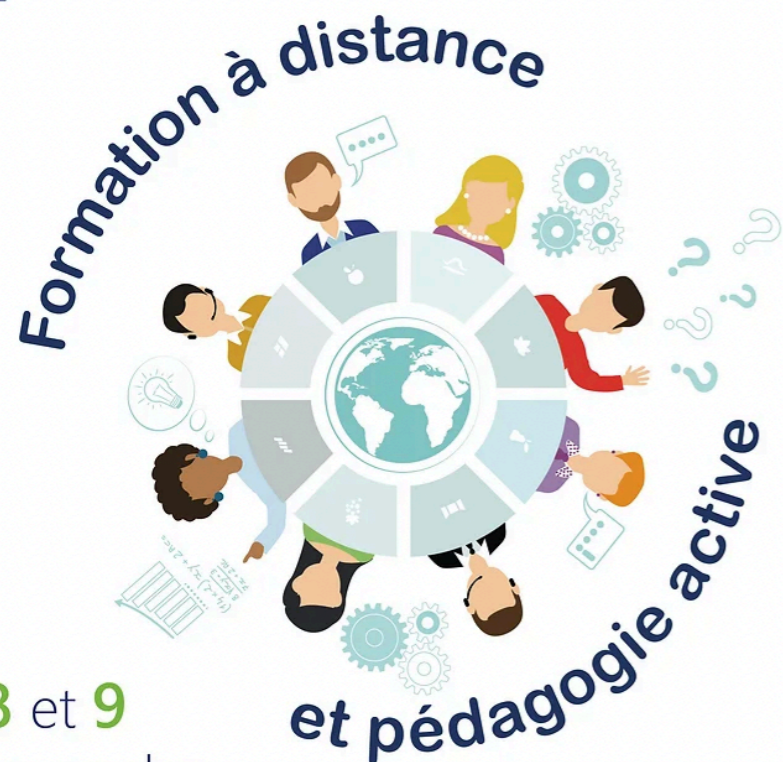 Formation à distance
et pédagogie active
et 9